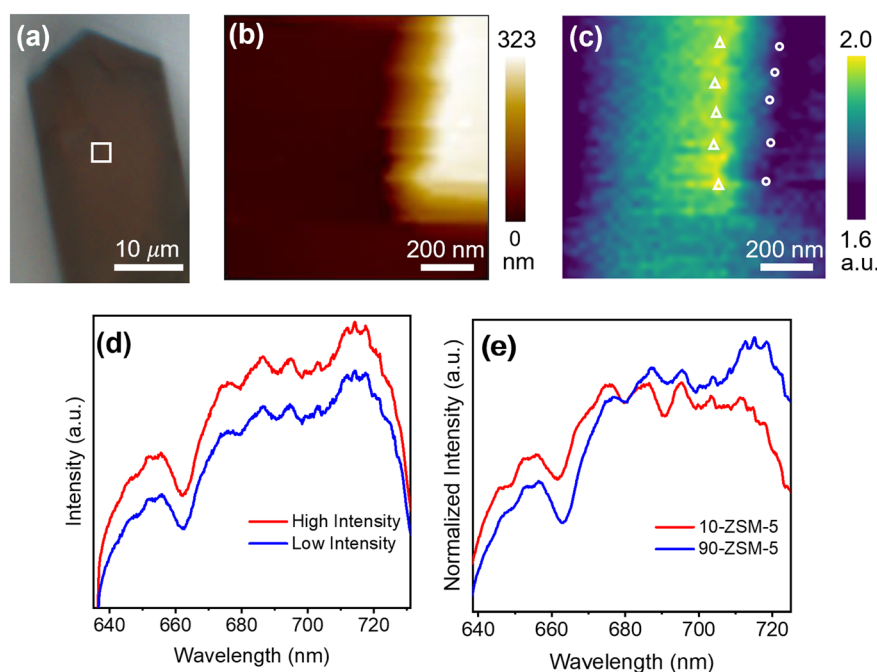 (a)
10 μm
(b)
200 nm
323
0
nm
(c)
200 nm
2.0
1.6
a.u.
(d)
Intensity (a.u.)
High Intensity
Low Intensity
640 660 680 700 720
Wavelength (nm)
(e)
Normalized Intensity (a.u.)
10-ZSM-5
90-ZSM-5
640 660 680 700 720
Wavelength (nm)